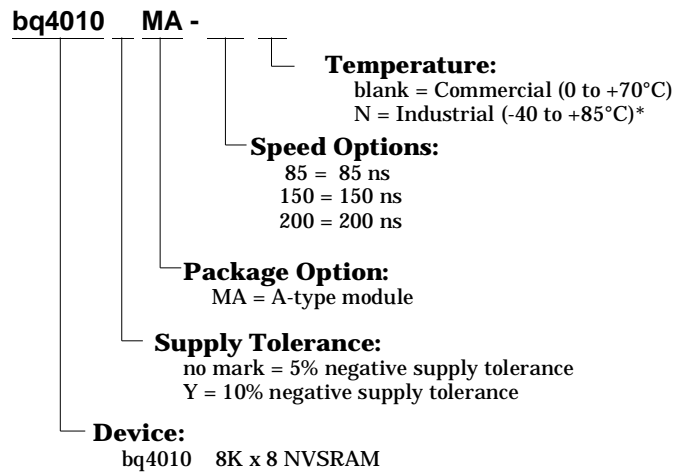 bq4010 MA -
Temperature:
blank = Commercial (0 to +70°C)
N = Industrial (-40 to +85°C)*
Speed Options:
85 = 85 ns
150 = 150 ns
200 = 200 ns
Package Option:
MA = A-type module
Supply Tolerance:
no mark = 5% negative supply tolerance
Y = 10% negative supply tolerance
Device:
bq4010 8K x 8 NVSRAM